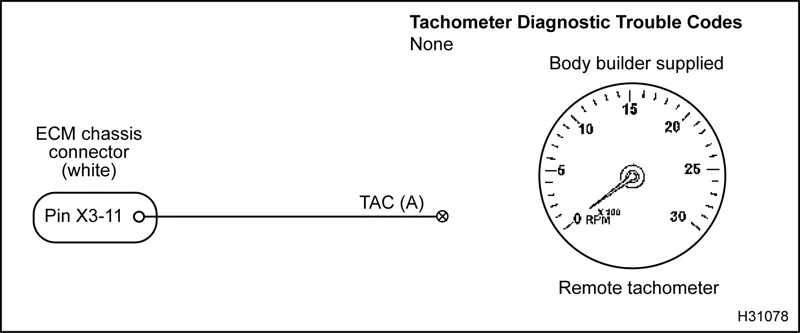 Tachometer Diagnostic Trouble Codes
None
Body builder supplied
ECM chassis
connector
(white)
Pin X3-11
TAC (A)
0
5
10
15
20
25
30
RPM X 100
Remote tachometer
H31078